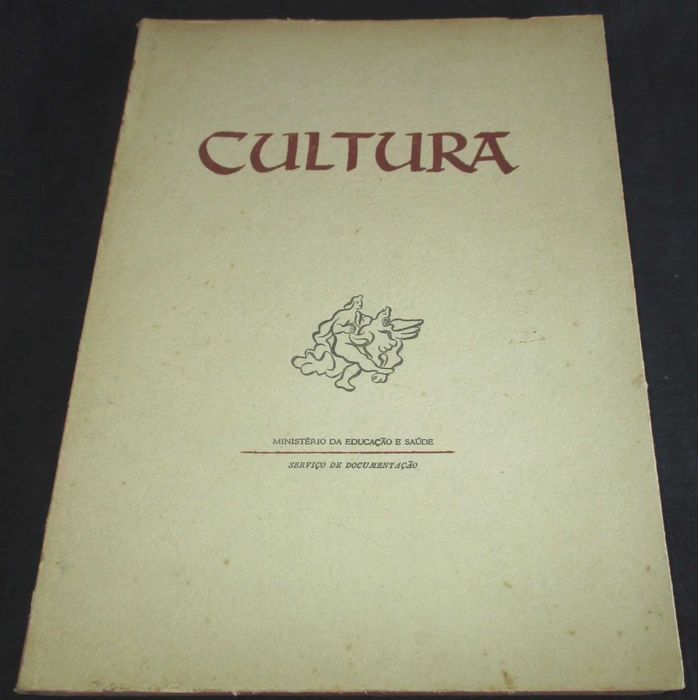 CULTURA
MINISTÉRIO DA EDUCAÇÃO E SAÚDE
SERVIÇO DE DOCUMENTAÇÃO